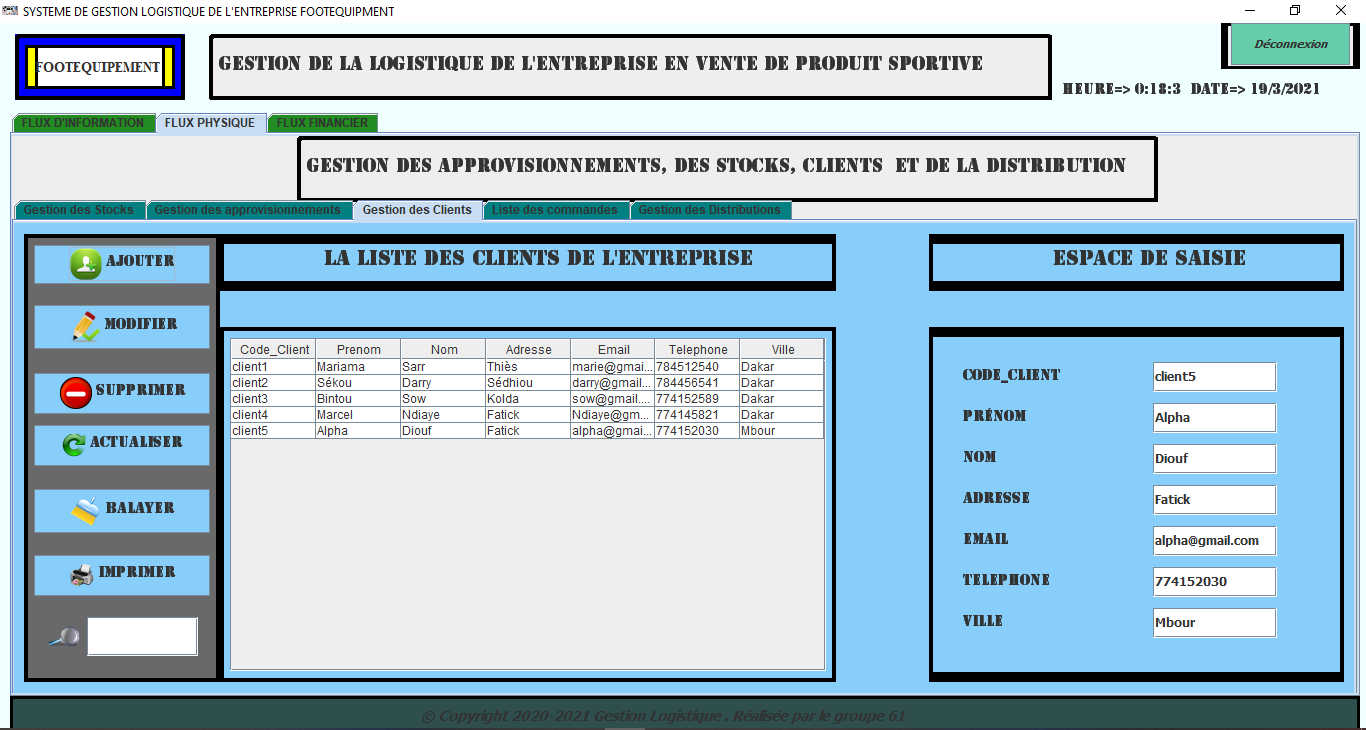 SYSTEME DE GESTION LOGISTIQUE DE L'ENTREPRISE FOOTEQUIPMENT
Déconnexion
FOOTEQUIPEMENT
GESTION DE LA LOGISTIQUE DE L'ENTREPRISE EN VENTE DE PRODUIT SPORTIVE
HEURE=> 0:18:3 DATE=> 19/3/2021
FLUX D'INFORMATION FLUX PHYSIQUE FLUX FINANCIER
GESTION DES APPROVISIONNEMENTS, DES STOCKS, CLIENTS ET DE LA DISTRIBUTION
Gestion des Stocks Gestion des approvisionnements Gestion des Clients Liste des commandes Gestion des Distributions
AJOUTER
MODIFIER
SUPPRIMER
ACTUALISER
BALAYER
IMPRIMER
LA LISTE DES CLIENTS DE L'ENTREPRISE
Code_Client Prenom Nom Adresse Email Telephone Ville
client1 Mariama Sarr Thiès marie@gmai... 784512540 Dakar
client2 Sékou Darry Sédhiou darry@gmail... 784456541 Dakar
client3 Bintou Sow Kolda sow@gmail.... 774152589 Dakar
client4 Marcel Ndiaye Fatick Ndiaye@gm... 774145821 Dakar
client5 Alpha Diouf Fatick alpha@gmai... 774152030 Mbour
ESPACE DE SAISIE
CODE_CLIENT client5
PRÉNOM Alpha
NOM Diouf
ADRESSE Fatick
EMAIL alpha@gmail.com
TELEPHONE 774152030
VILLE Mbour
© Copyright 2020-2021 Gestion Logistique . Réalisée par le groupe 61